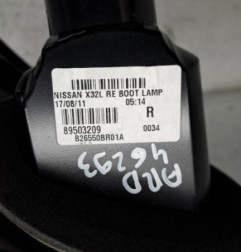 NISSAN X32L RE BOOT LAMP
17/08/11 05:14
R
89503209 0034
B26550BR01A
ARD
46293